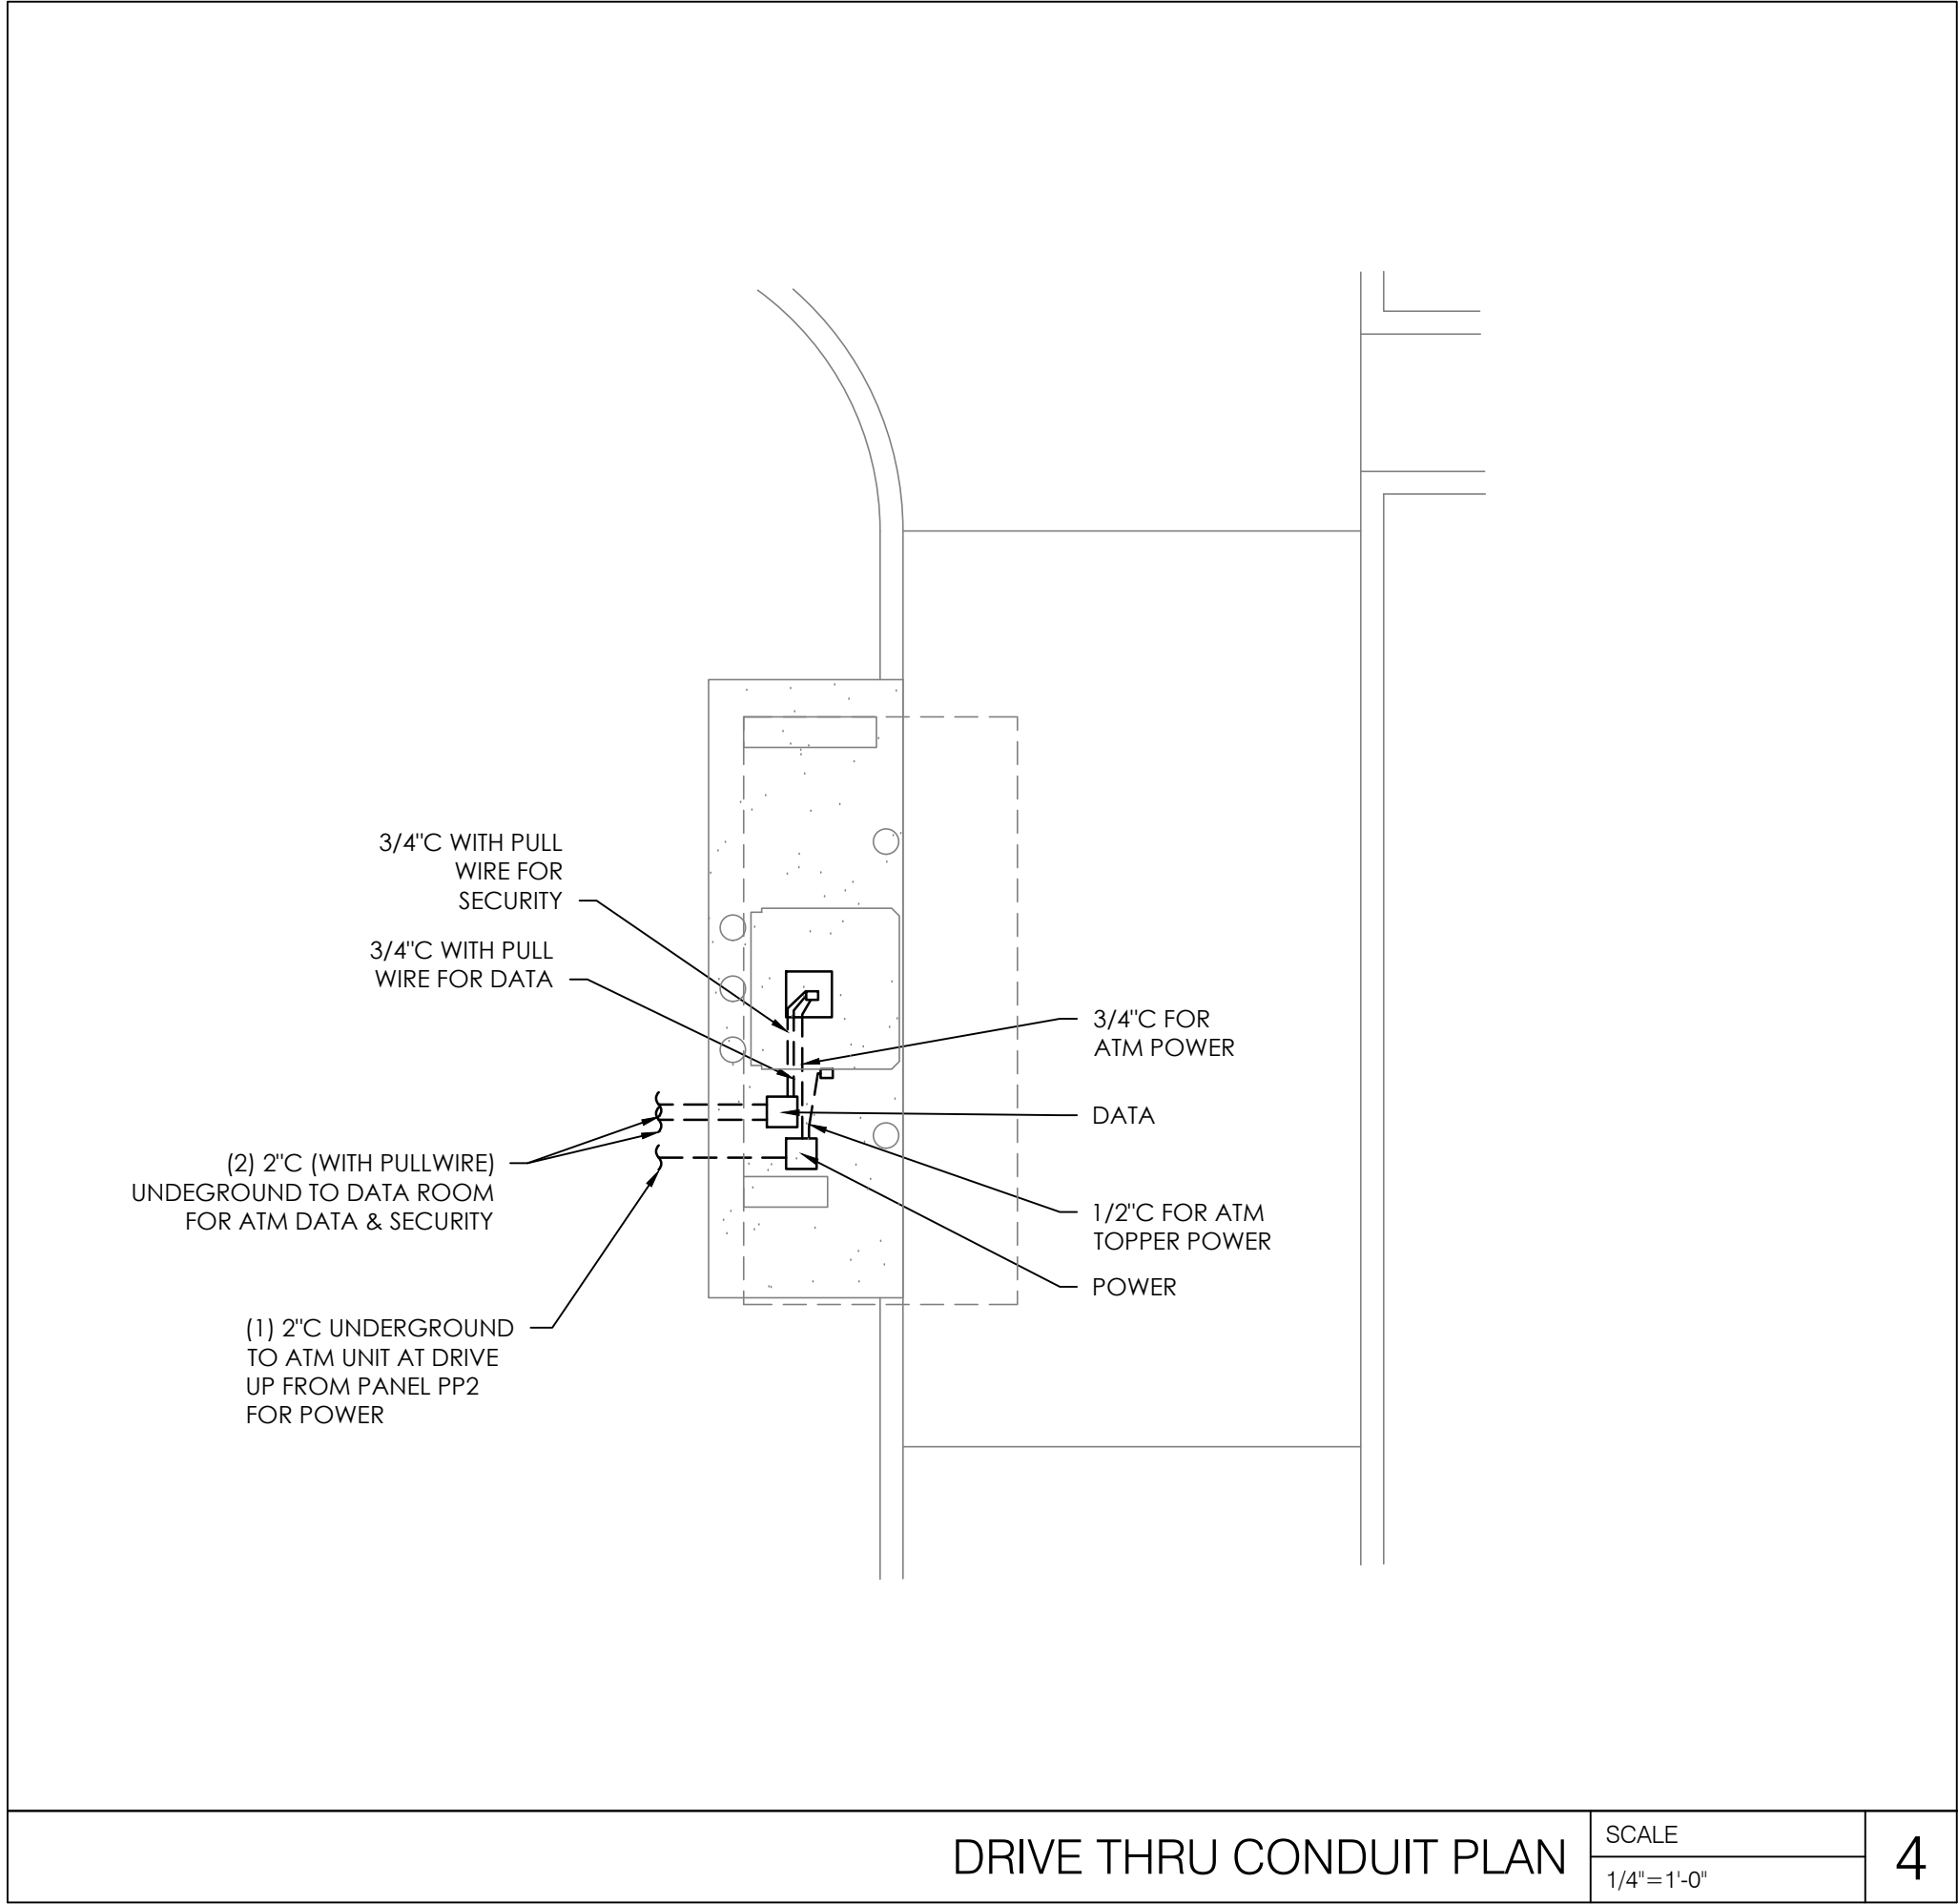 3/4"C WITH PULL
WIRE FOR
SECURITY
3/4"C WITH PULL
WIRE FOR DATA
(2) 2"C (WITH PULLWIRE)
UNDEGROUND TO DATA ROOM
FOR ATM DATA & SECURITY
(1) 2"C UNDERGROUND
TO ATM UNIT AT DRIVE
UP FROM PANEL PP2
FOR POWER
3/4"C FOR
ATM POWER
DATA
1/2"C FOR ATM
TOPPER POWER
POWER
DRIVE THRU CONDUIT PLAN
SCALE
1/4"=1'-0"
4